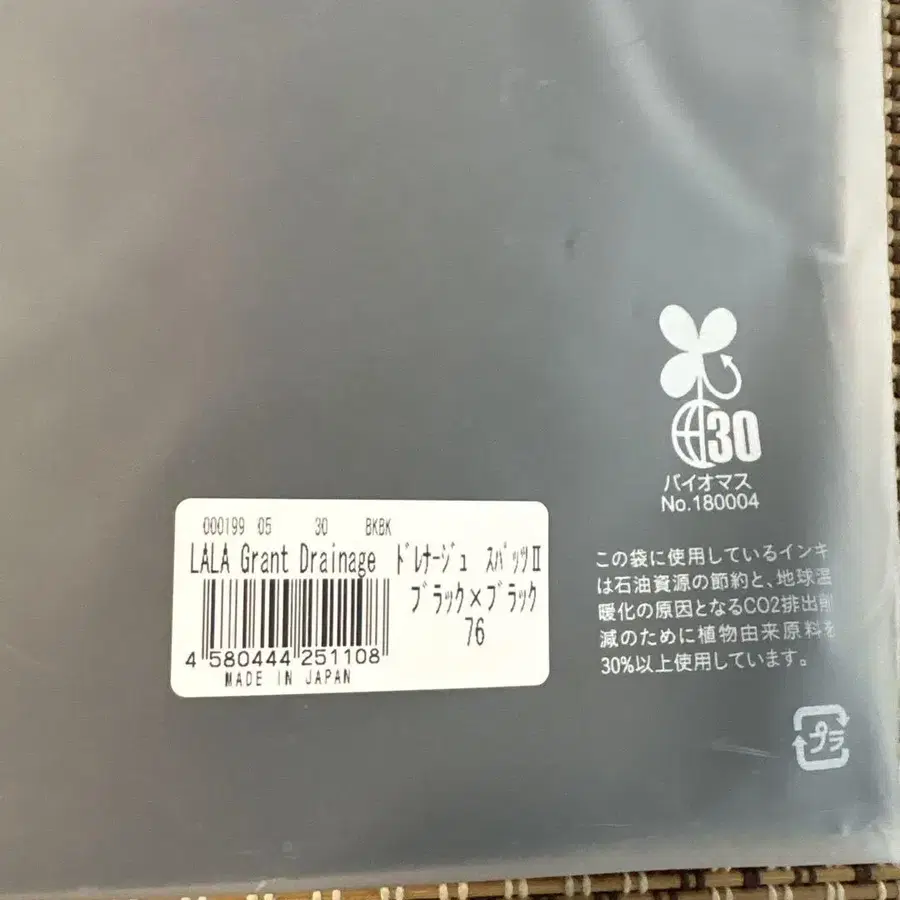 30
バイオマス
No.180004
000199 05 30 BKBK
LALA Grant Drainage ﾄﾞﾚﾅｰｼﾞｭ ｽﾊﾟｯﾂⅡ
ブラック×ブラック
76
4 580444 251108
MADE IN JAPAN
この袋に使用しているインキ
は石油資源の節約と、地球温
暖化の原因となるCO2排出削
減のために植物由来原料を
30%以上使用しています。
プラ